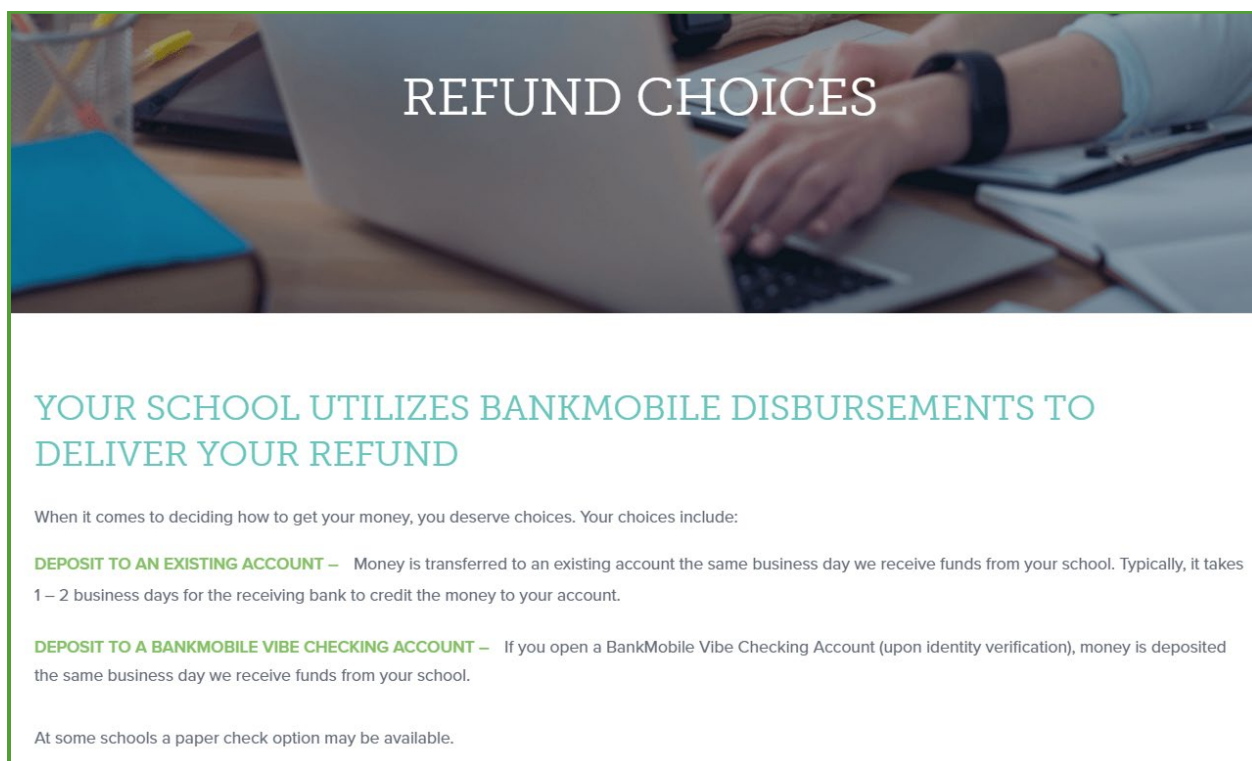 REFUND CHOICES
YOUR SCHOOL UTILIZES BANKMOBILE DISBURSEMENTS TO
DELIVER YOUR REFUND
When it comes to deciding how to get your money, you deserve choices. Your choices include:
DEPOSIT TO AN EXISTING ACCOUNT – Money is transferred to an existing account the same business day we receive funds from your school. Typically, it takes
1 – 2 business days for the receiving bank to credit the money to your account.
DEPOSIT TO A BANKMOBILE VIBE CHECKING ACCOUNT – If you open a BankMobile Vibe Checking Account (upon identity verification), money is deposited
the same business day we receive funds from your school.
At some schools a paper check option may be available.